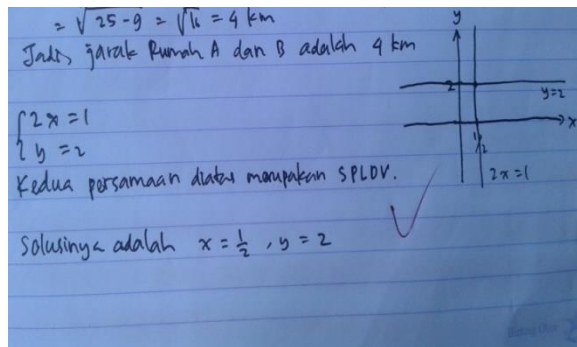 = √25-9 = √16 = 4 km
Jadi, jarak Rumah A dan B adalah 4 km
{2x = 1
y = 2
Kedua persamaan diatas merupakan SPLDV.
Solusinya adalah x = 1/2 , y = 2
y
2
y=2
x
1/2
2x=1